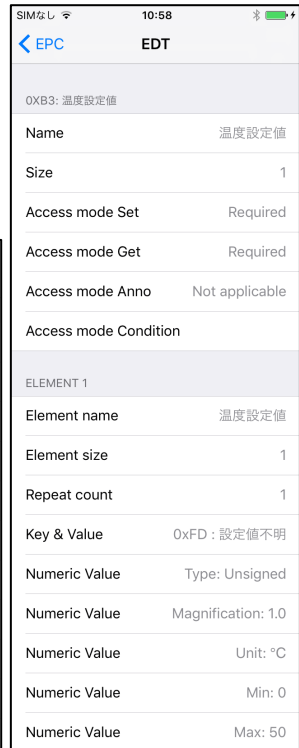 SIMなし 10:58
EPC EDT
0XB3: 温度設定値
Name 温度設定値
Size 1
Access mode Set Required
Access mode Get Required
Access mode Anno Not applicable
Access mode Condition
ELEMENT 1
Element name 温度設定値
Element size 1
Repeat count 1
Key & Value 0xFD : 設定値不明
Numeric Value Type: Unsigned
Numeric Value Magnification: 1.0
Numeric Value Unit: °C
Numeric Value Min: 0
Numeric Value Max: 50